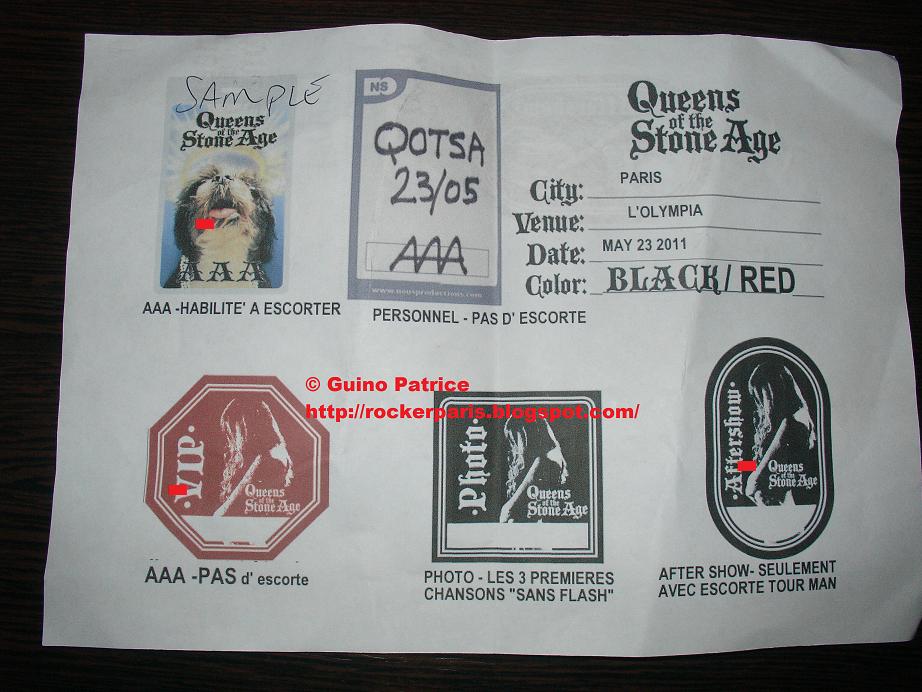 SAMPLE
Queens
of the
Stone Age
AAA
AAA -HABILITE' A ESCORTER
NS
QOTSA
23/05
AAA
www.nousproductions.com
PERSONNEL - PAS D' ESCORTE
Queens
of the
Stone Age
City: PARIS
Venue: L'OLYMPIA
Date: MAY 23 2011
Color: BLACK/ RED
© Guino Patrice
http://rockerparis.blogspot.com/
·VIP·
Queens
of the
Stone Age
AAA -PAS d' escorte
·Photo·
Queens
of the
Stone Age
PHOTO - LES 3 PREMIERES
CHANSONS "SANS FLASH"
·Aftershow·
Queens
of the
Stone Age
AFTER SHOW- SEULEMENT
AVEC ESCORTE TOUR MAN